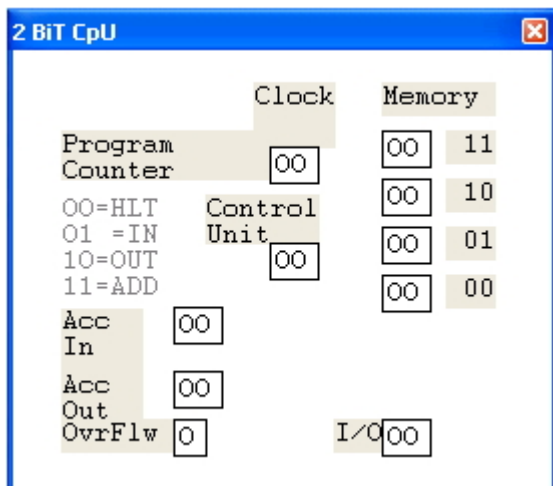 2 BiT CpU
Clock Memory
Program
Counter 00
00 11
00=HLT
01 =IN
10=OUT
11=ADD
Control
Unit 00
00 10
00 01
00 00
Acc
In 00
Acc
Out 00
OvrFlw 0
I/O 00